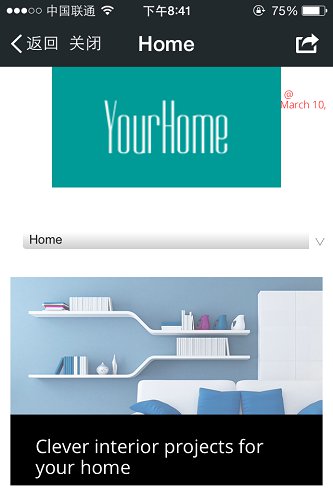 中国联通 下午8:41 75%
返回 关闭 Home
YourHome
@
March 10,
Home
Clever interior projects for
your home